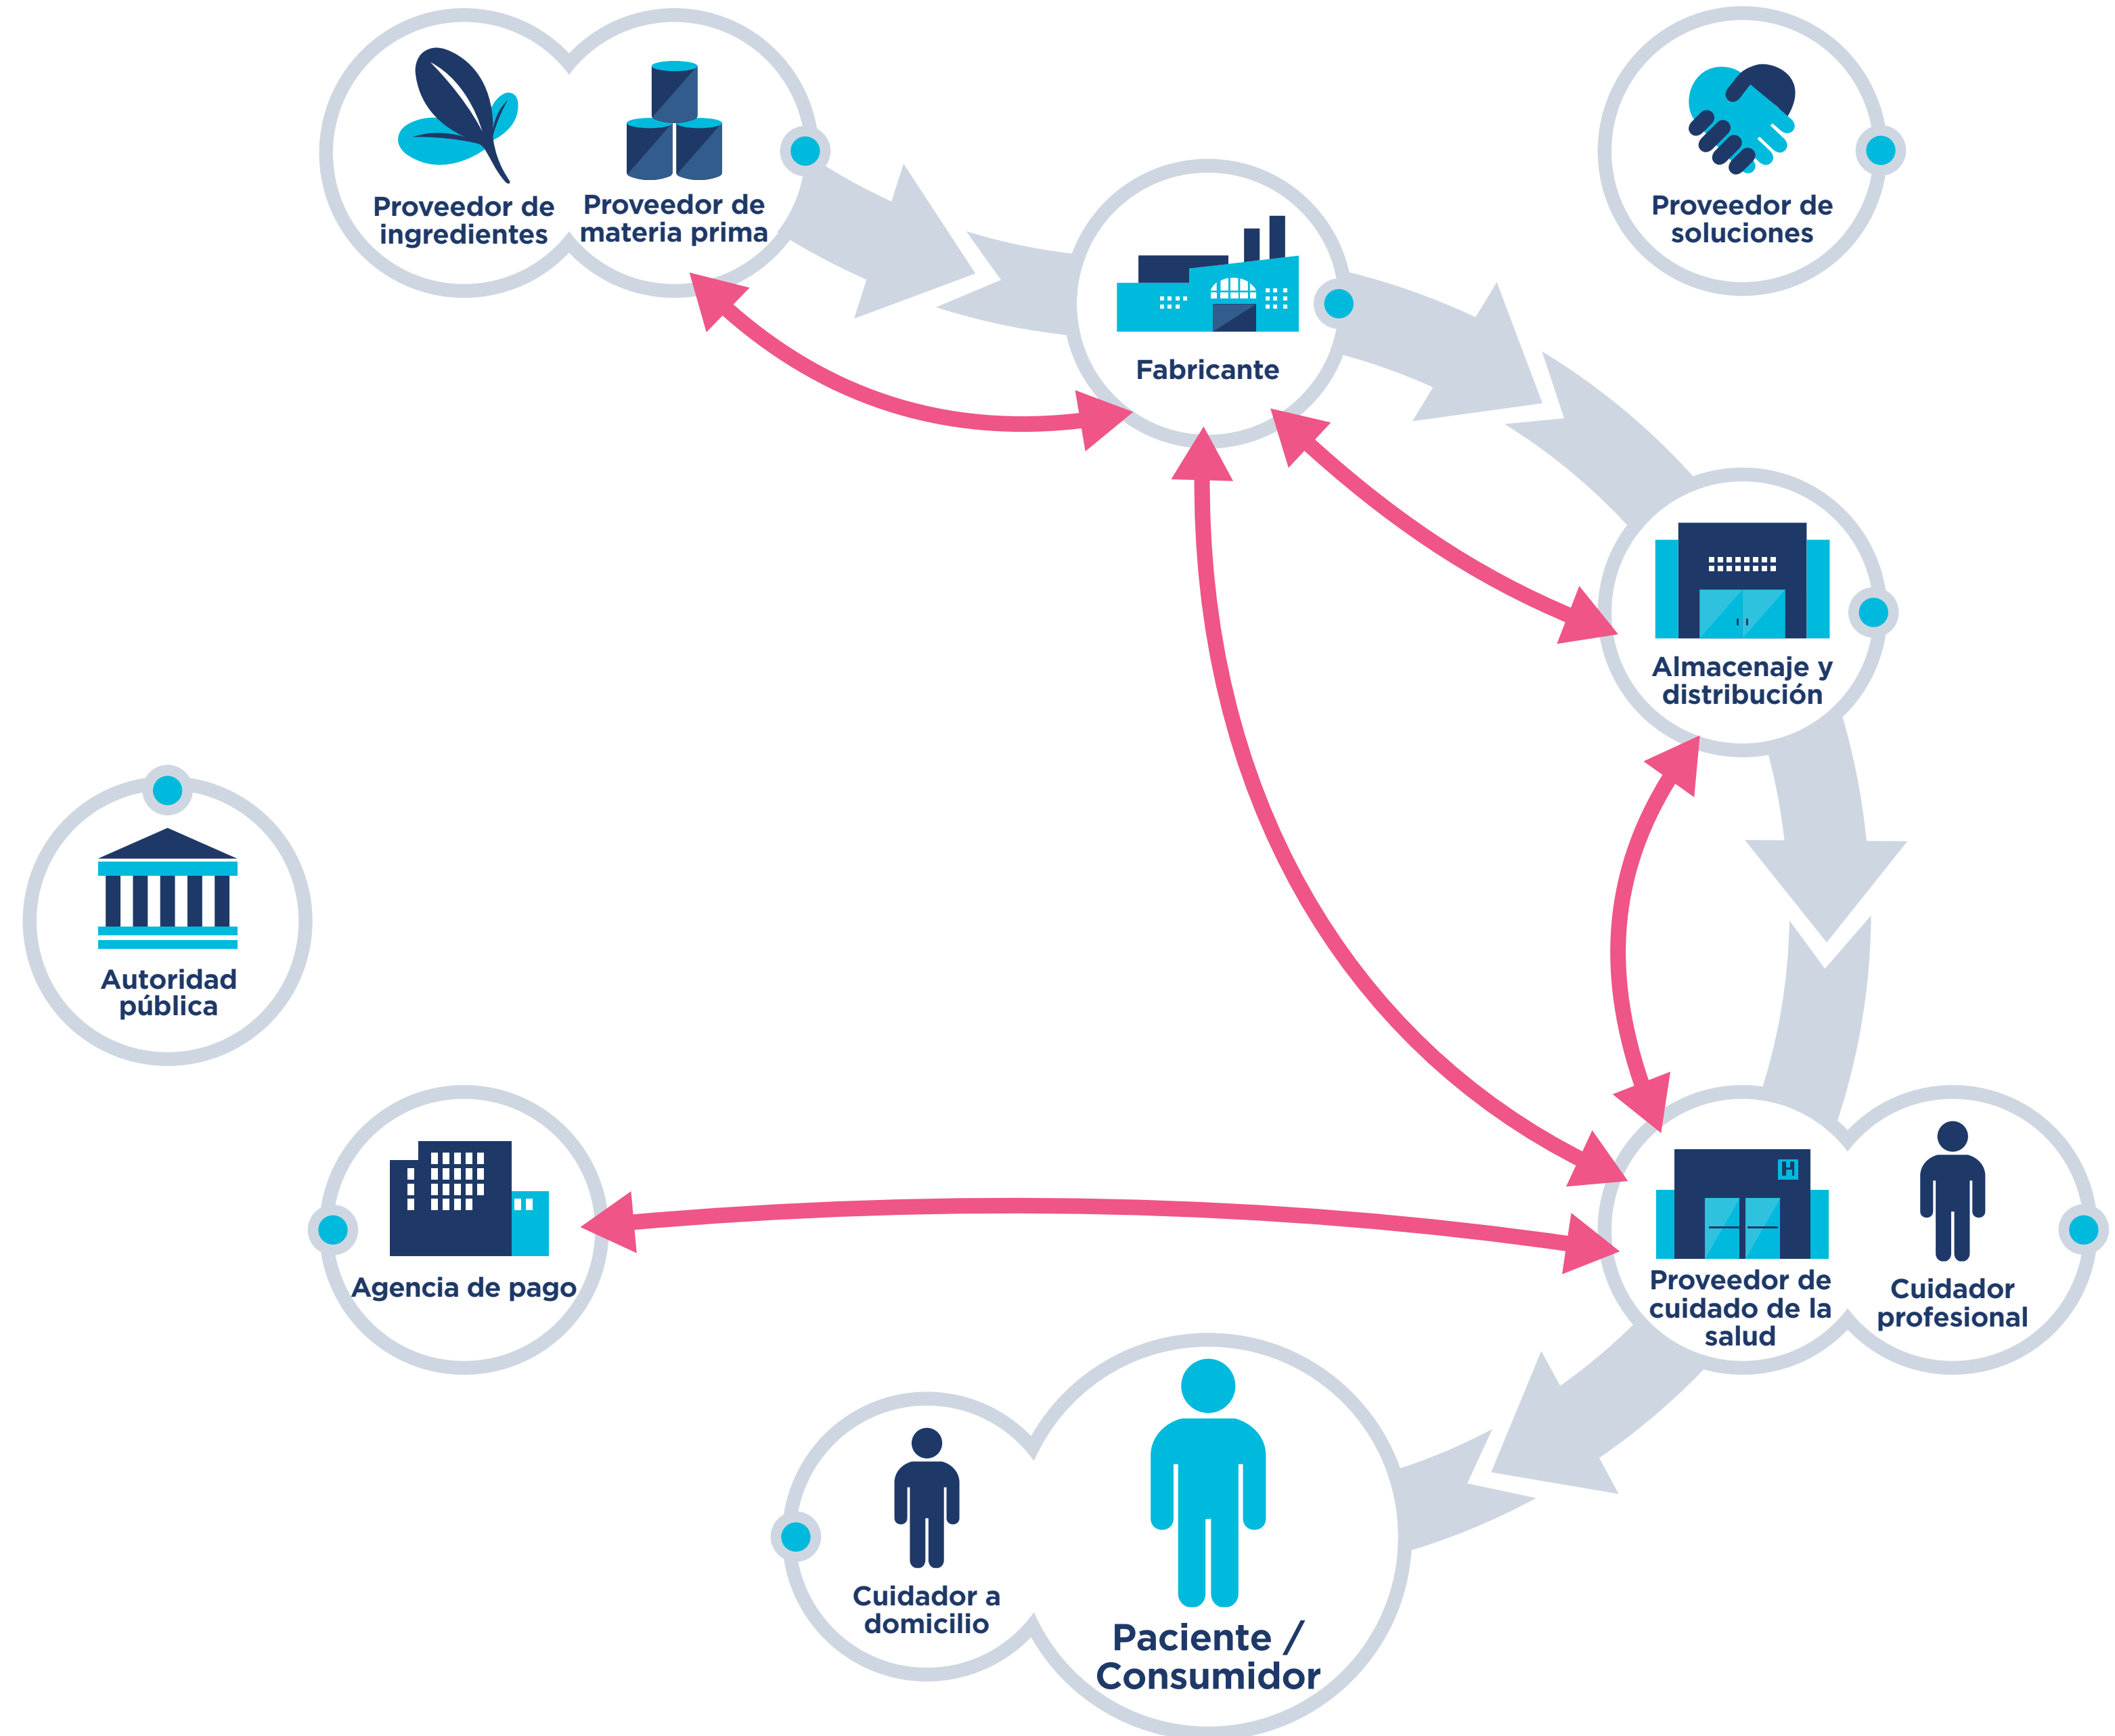 Proveedor de
ingredientes
Proveedor de
materia prima
Proveedor de
soluciones
Fabricante
Almacenaje y
distribución
Autoridad
pública
Agencia de pago
H
Proveedor de
cuidado de la
salud
Cuidador
profesional
Cuidador a
domicilio
Paciente /
Consumidor